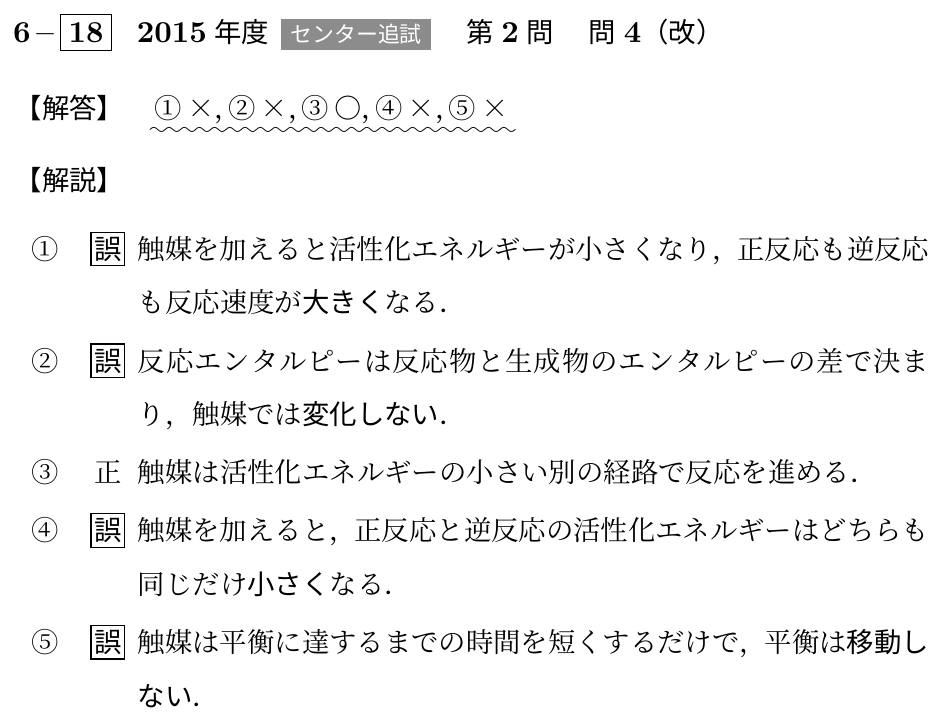 6－18 2015 年度 センター追試 第 2 問 問 4（改）
【解答】 ① ×, ② ×, ③ ○, ④ ×, ⑤ ×
【解説】
① 誤 触媒を加えると活性化エネルギーが小さくなり，正反応も逆反応
も反応速度が大きくなる．
② 誤 反応エンタルピーは反応物と生成物のエンタルピーの差で決ま
り，触媒では変化しない．
③ 正 触媒は活性化エネルギーの小さい別の経路で反応を進める．
④ 誤 触媒を加えると，正反応と逆反応の活性化エネルギーはどちらも
同じだけ小さくなる．
⑤ 誤 触媒は平衡に達するまでの時間を短くするだけで，平衡は移動し
ない．